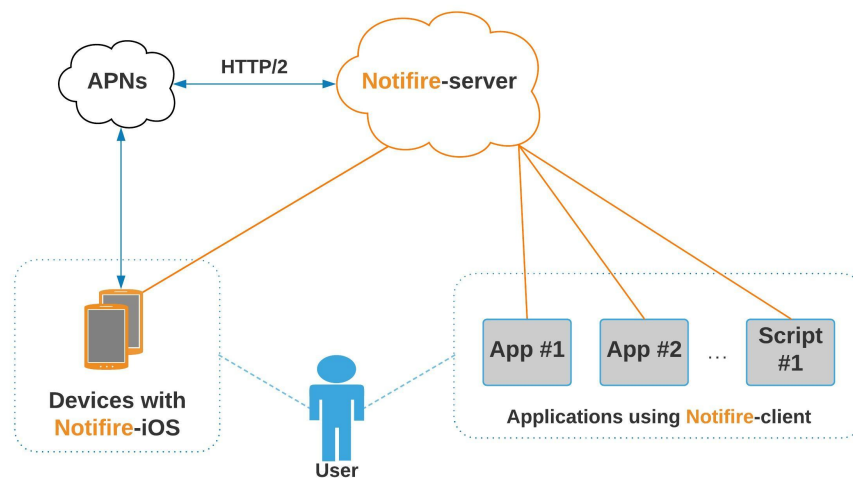 HTTP/2
APNs
Notifire-server
App #1
App #2
...
Script
#1
Devices with
Notifire-iOS
Applications using Notifire-client
User